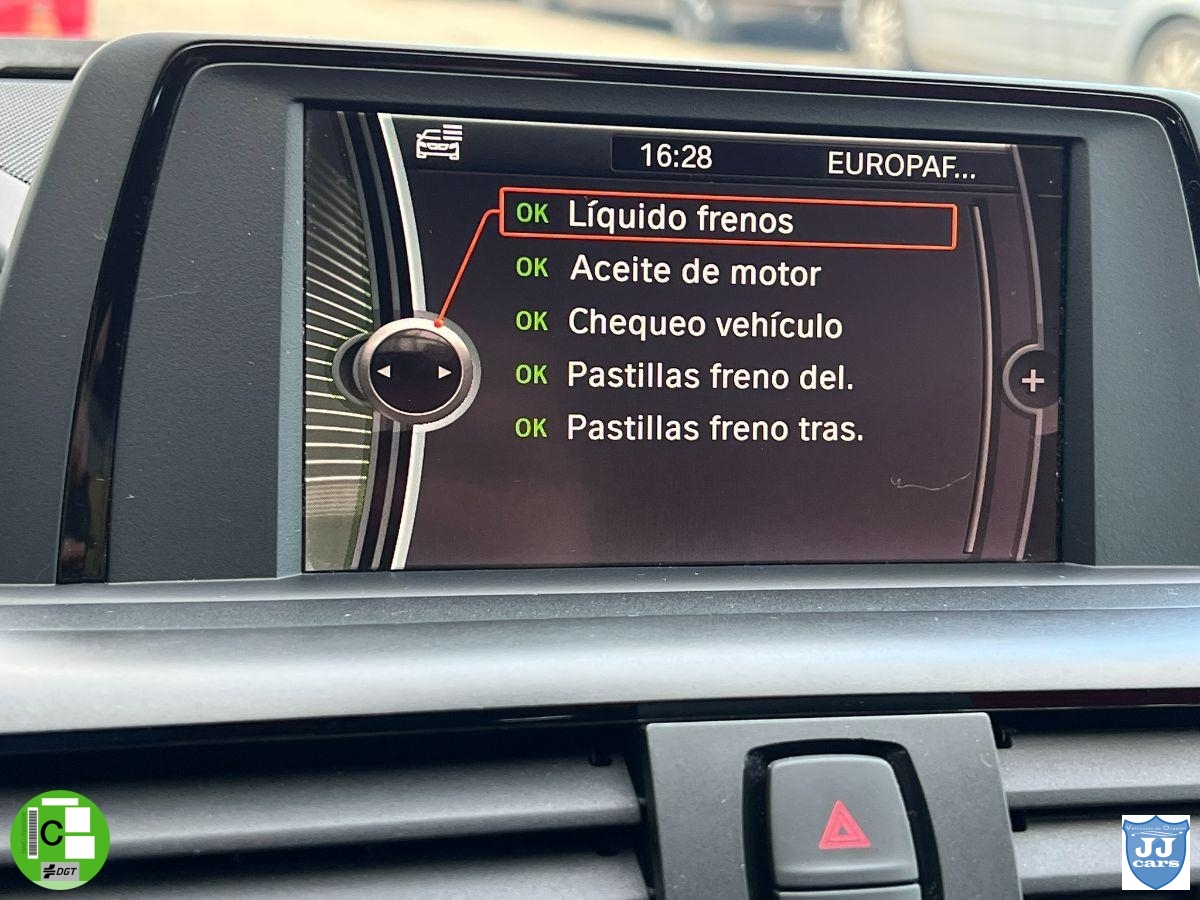 16:28
EUROPAF...
OK Líquido frenos
OK Aceite de motor
OK Chequeo vehículo
OK Pastillas freno del.
OK Pastillas freno tras.
+
C
DGT
JJ
cars